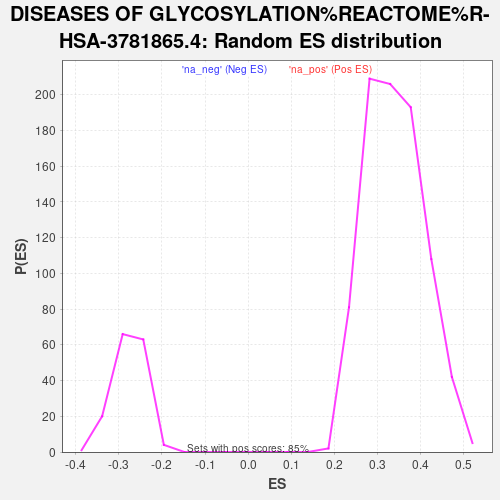 DISEASES OF GLYCOSYLATION%REACTOME%R-
HSA-3781865.4: Random ES distribution
'na_neg' (Neg ES) 'na_pos' (Pos ES)
200
180
160
140
120
100
80
60
40
20
0
P(ES)
Sets with pos scores: 85%
-0.4 -0.3 -0.2 -0.1 0.0 0.1 0.2 0.3 0.4 0.5
ES